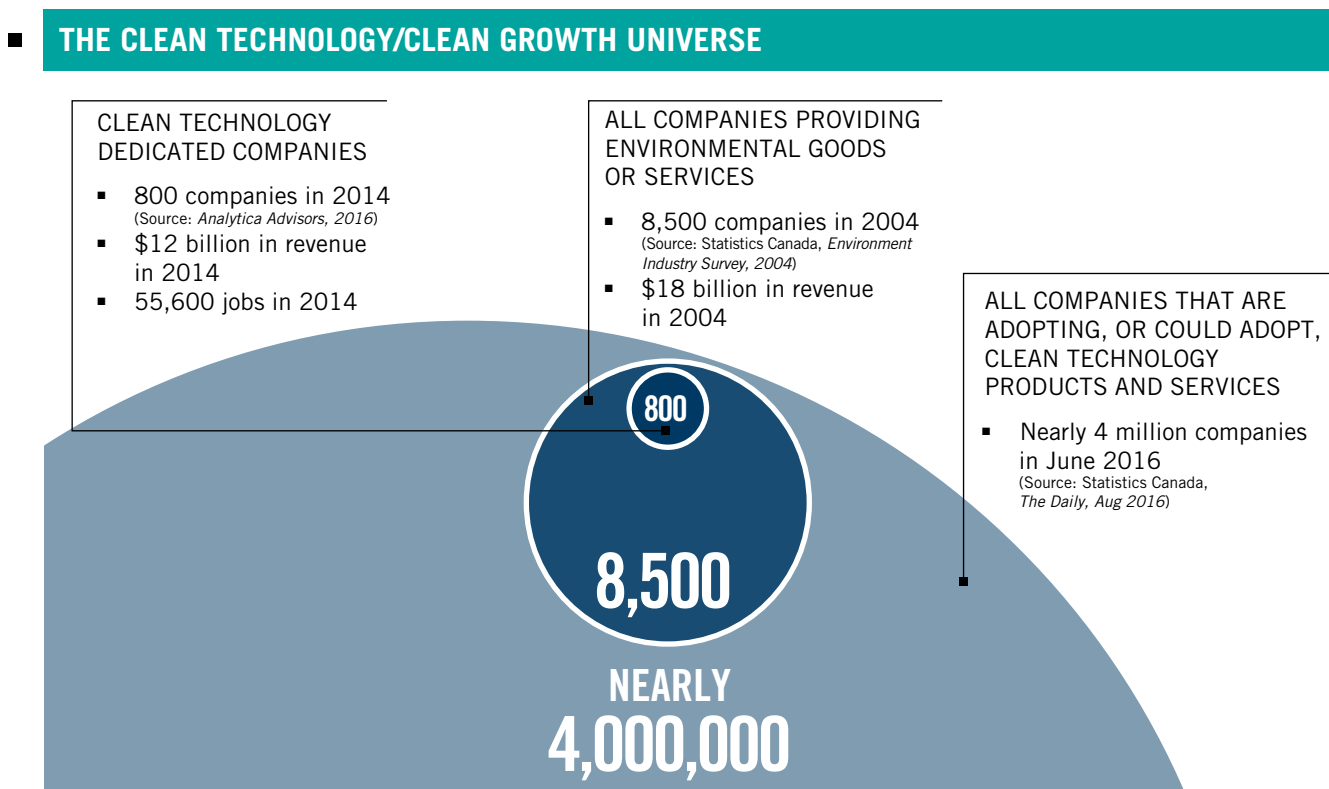 THE CLEAN TECHNOLOGY/CLEAN GROWTH UNIVERSE
CLEAN TECHNOLOGY
DEDICATED COMPANIES
▪ 800 companies in 2014
(Source: Analytica Advisors, 2016)
▪ $12 billion in revenue
in 2014
▪ 55,600 jobs in 2014
ALL COMPANIES PROVIDING
ENVIRONMENTAL GOODS
OR SERVICES
▪ 8,500 companies in 2004
(Source: Statistics Canada, Environment
Industry Survey, 2004)
▪ $18 billion in revenue
in 2004
ALL COMPANIES THAT ARE
ADOPTING, OR COULD ADOPT,
CLEAN TECHNOLOGY
PRODUCTS AND SERVICES
▪ Nearly 4 million companies
in June 2016
(Source: Statistics Canada,
The Daily, Aug 2016)
800
8,500
NEARLY
4,000,000